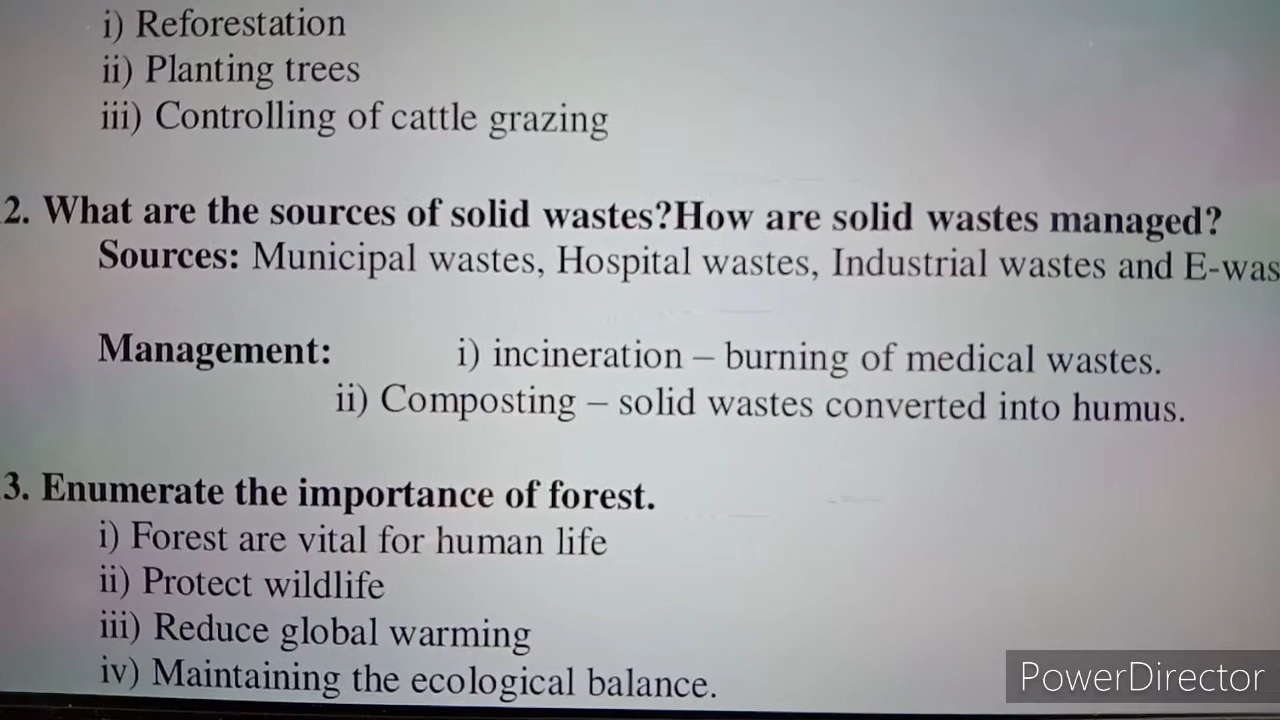 i) Reforestation
ii) Planting trees
iii) Controlling of cattle grazing
2. What are the sources of solid wastes?How are solid wastes managed?
Sources: Municipal wastes, Hospital wastes, Industrial wastes and E-was
Management: i) incineration – burning of medical wastes.
ii) Composting – solid wastes converted into humus.
3. Enumerate the importance of forest.
i) Forest are vital for human life
ii) Protect wildlife
iii) Reduce global warming
iv) Maintaining the ecological balance.
PowerDirector